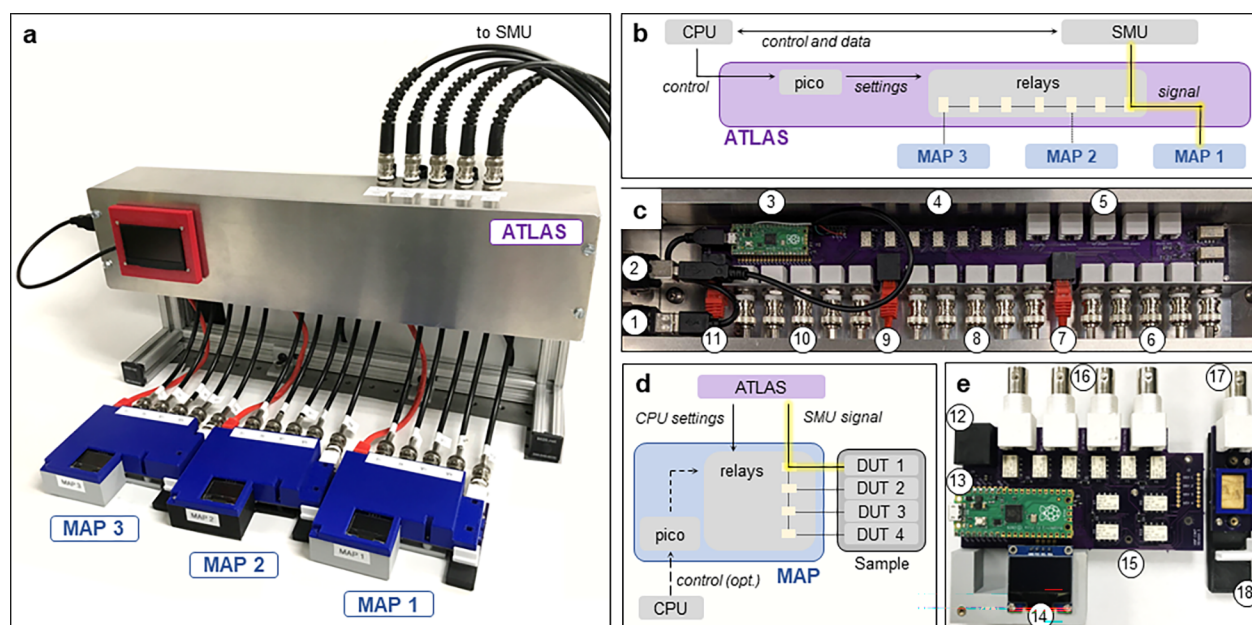 a
to SMU
ATLAS
MAP 3
MAP 2
MAP 1
MAP 3
MAP 2
MAP 1
b
CPU
control and data
SMU
control
pico
settings
relays
signal
ATLAS
MAP 3
MAP 2
MAP 1
c
3
4
5
2
1
11
10
9
8
7
6
d
ATLAS
CPU settings
SMU signal
relays
DUT 1
DUT 2
DUT 3
DUT 4
pico
MAP
Sample
control (opt.)
CPU
e
16
17
12
13
15
14
18